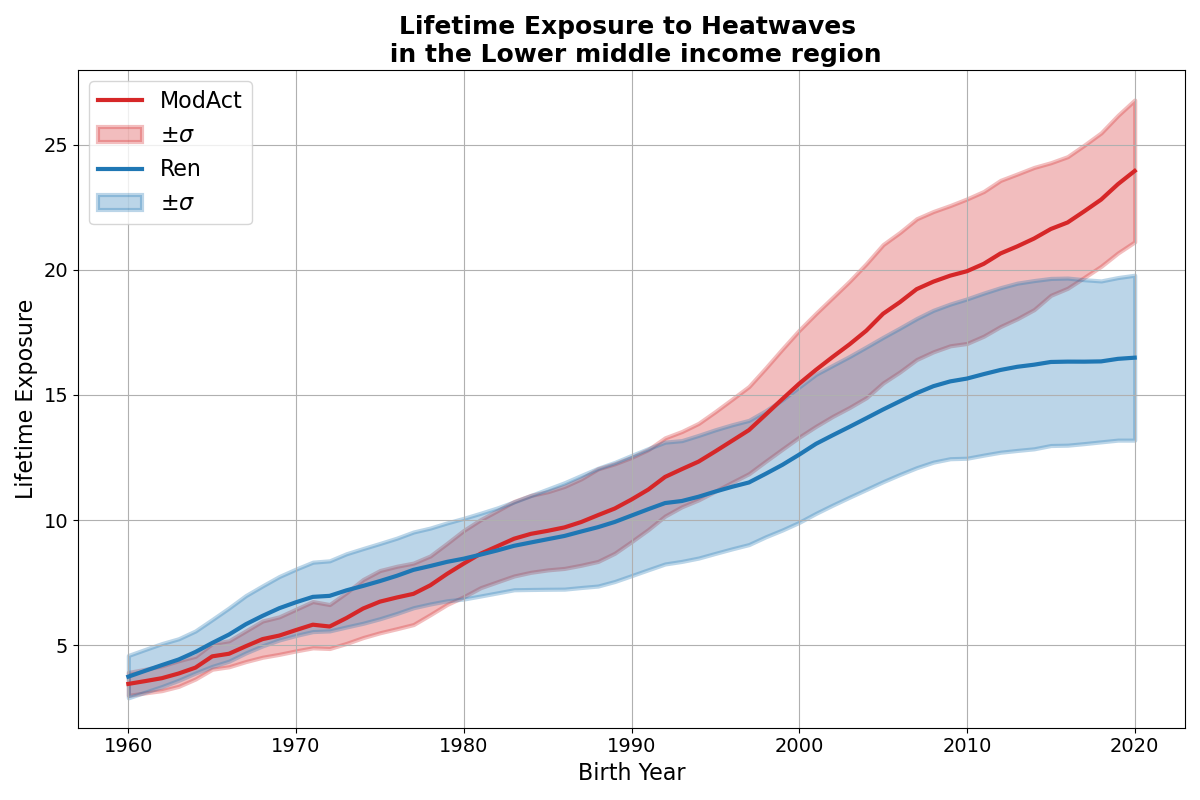 Lifetime Exposure to Heatwaves
in the Lower middle income region
ModAct
±σ
Ren
±σ
Lifetime Exposure
25
20
15
10
5
1960 1970 1980 1990 2000 2010 2020
Birth Year